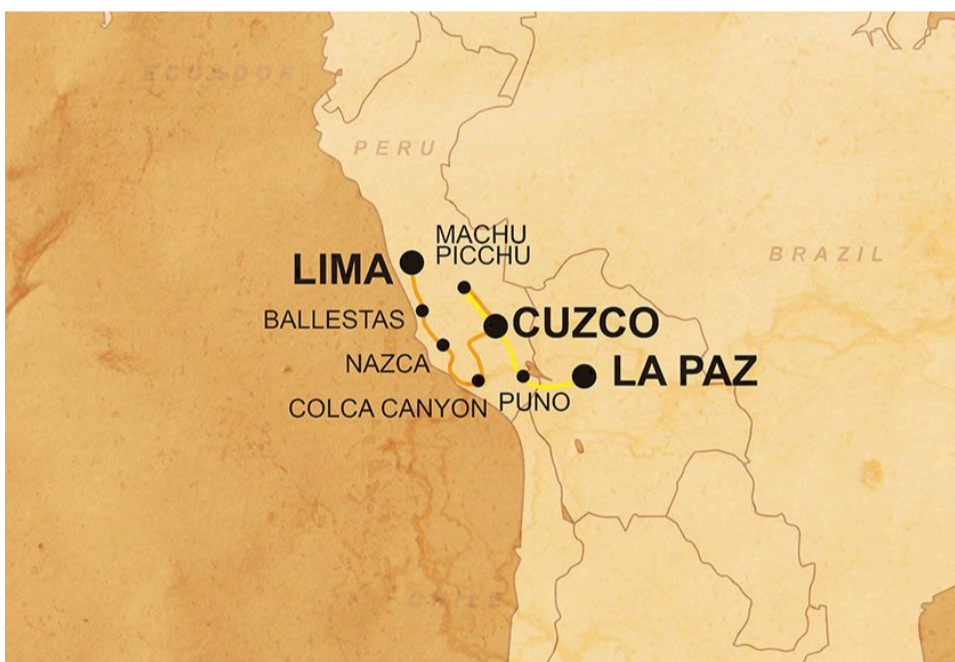 ECUADOR
PERU
MACHU
PICCHU
BRAZIL
LIMA
BALLESTAS
CUZCO
NAZCA
LA PAZ
COLCA CANYON
PUNO
CHILE